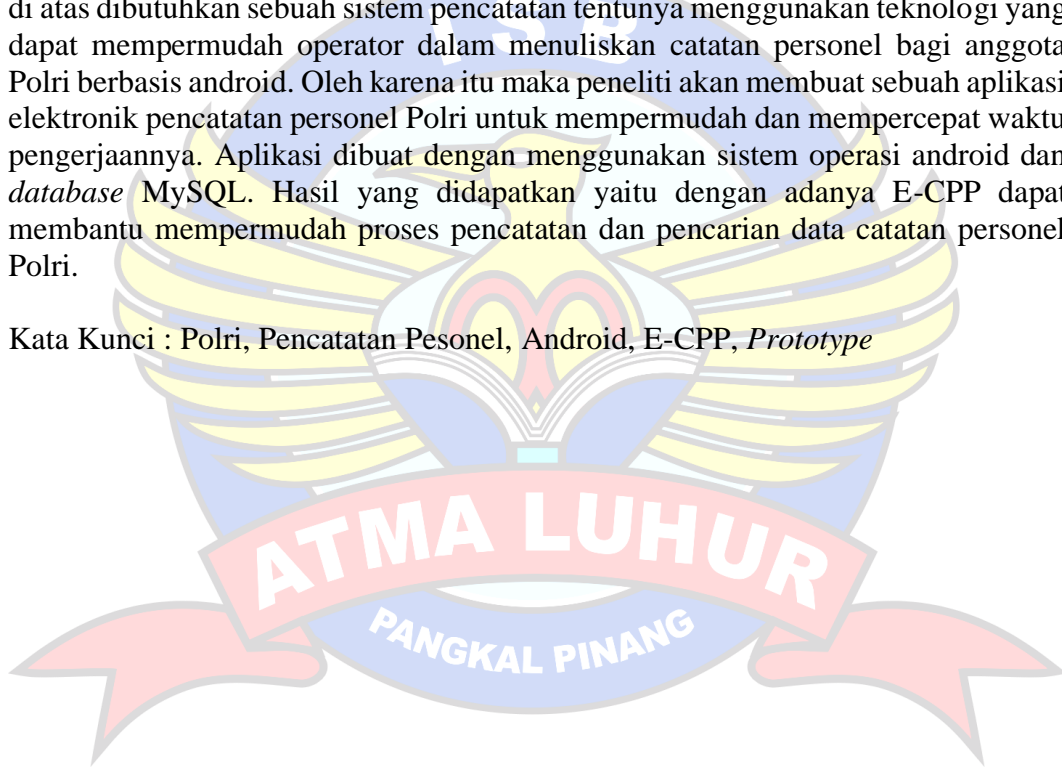 di atas dibutuhkan sebuah sistem pencatatan tentunya menggunakan teknologi yang
dapat mempermudah operator dalam menuliskan catatan personel bagi anggota
Polri berbasis android. Oleh karena itu maka peneliti akan membuat sebuah aplikasi
elektronik pencatatan personel Polri untuk mempermudah dan mempercepat waktu
pengerjaannya. Aplikasi dibuat dengan menggunakan sistem operasi android dan
database MySQL. Hasil yang didapatkan yaitu dengan adanya E-CPP dapat
membantu mempermudah proses pencatatan dan pencarian data catatan personel
Polri.
Kata Kunci : Polri, Pencatatan Pesonel, Android, E-CPP, Prototype
ISB
ATMA LUHUR
PANGKAL PINANG